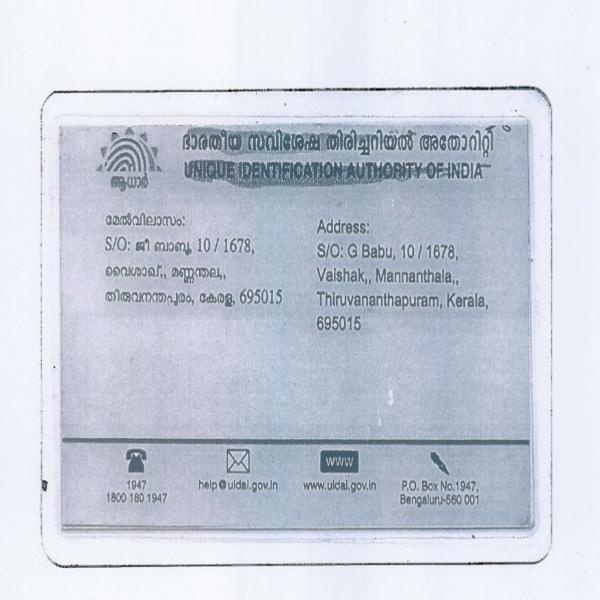 ഭാരതീയ സവിശേഷ തിരിച്ചറിയൽ അതോറിറ്റി
UNIQUE IDENTIFICATION AUTHORITY OF INDIA
ആധാർ
മേൽവിലാസം:
S/O: ജീ ബാബു, 10 / 1678,
വൈശാഖ്,, മണ്ണന്തല,,
തിരുവനന്തപുരം, കേരള, 695015
Address:
S/O: G Babu, 10 / 1678,
Vaishak,, Mannanthala,,
Thiruvananthapuram, Kerala,
695015
1947
1800 180 1947
help@uidai.gov.in
www
www.uidai.gov.in
P.O. Box No.1947,
Bengaluru-560 001